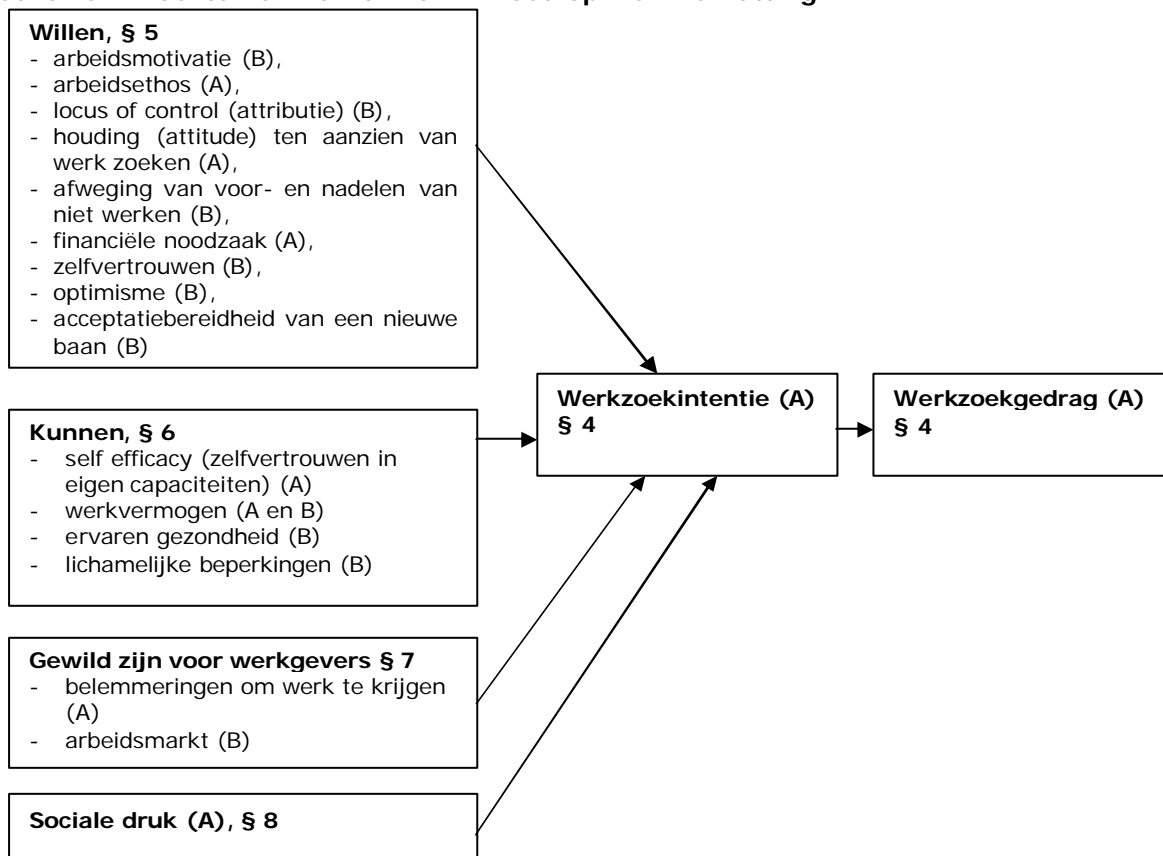 Willen, § 5
- arbeidsmotivatie (B),
- arbeidsethos (A),
- locus of control (attributie) (B),
- houding (attitude) ten aanzien van
werk zoeken (A),
- afweging van voor- en nadelen van
niet werken (B),
- financiële noodzaak (A),
- zelfvertrouwen (B),
- optimisme (B),
- acceptatiebereidheid van een nieuwe
baan (B)
Werkzoekintentie (A)
§ 4
Werkzoekgedrag (A)
§ 4
Kunnen, § 6
- self efficacy (zelfvertrouwen in
eigen capaciteiten) (A)
- werkvermogen (A en B)
- ervaren gezondheid (B)
- lichamelijke beperkingen (B)
Gewild zijn voor werkgevers § 7
- belemmeringen om werk te krijgen
(A)
- arbeidsmarkt (B)
Sociale druk (A), § 8